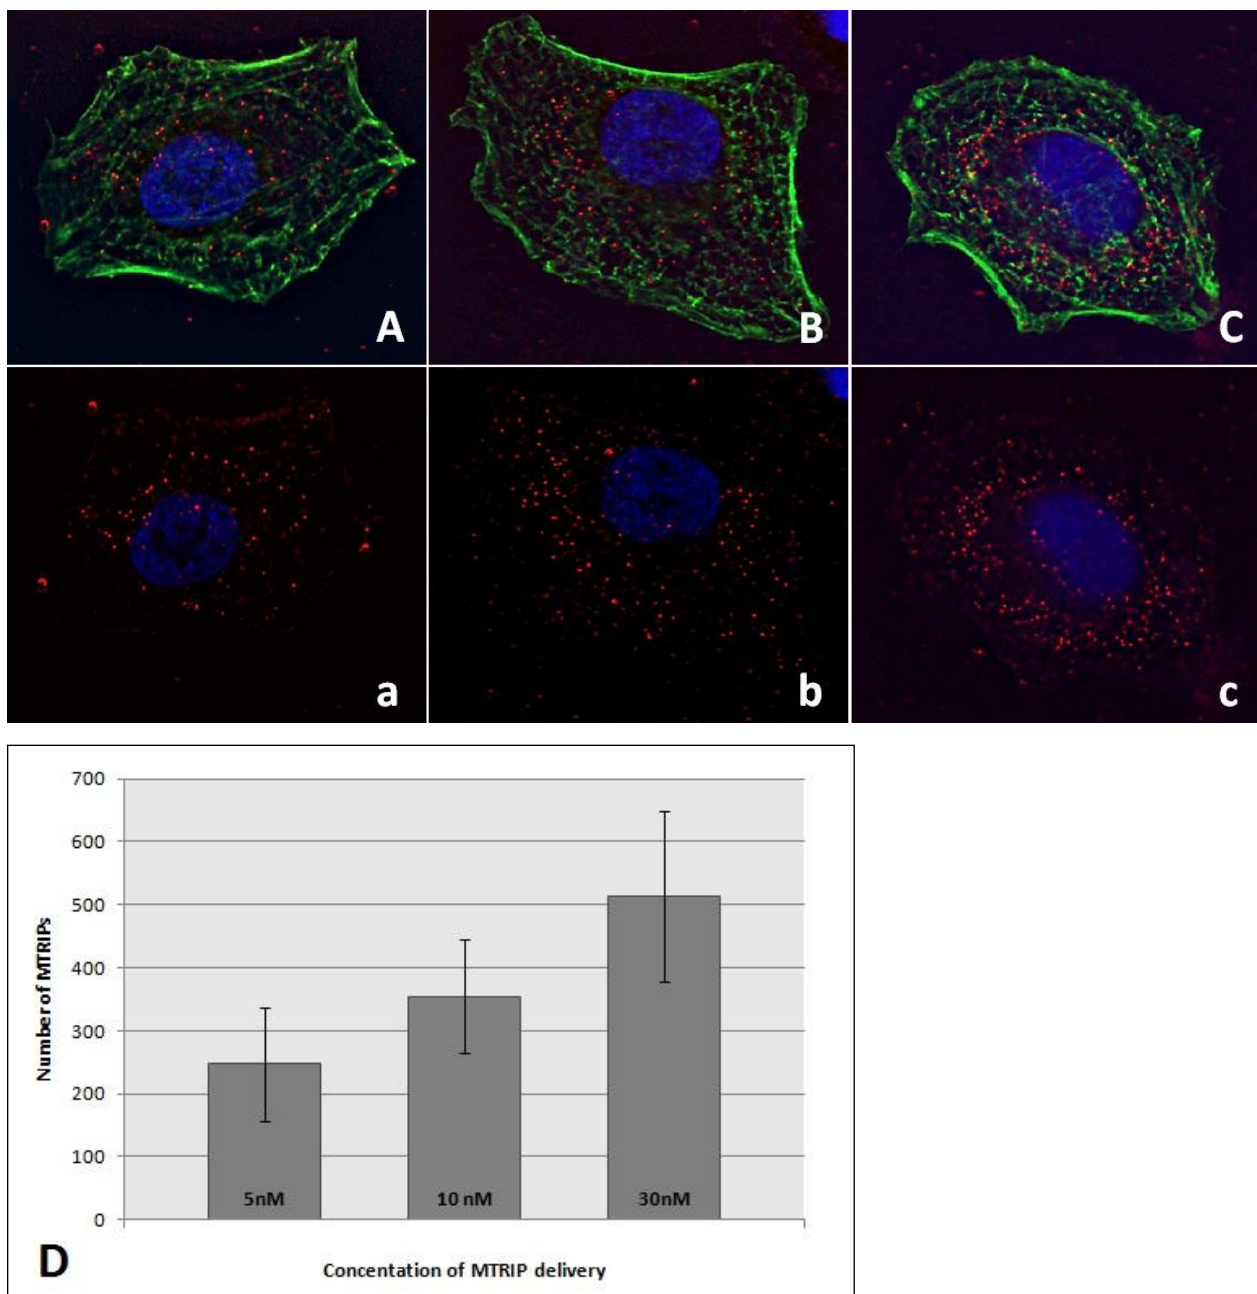 A
B
C
a
b
c
700
600
500
400
300
200
100
0
Number of MTRIPs
5nM
10 nM
30nM
D
Concentation of MTRIP delivery